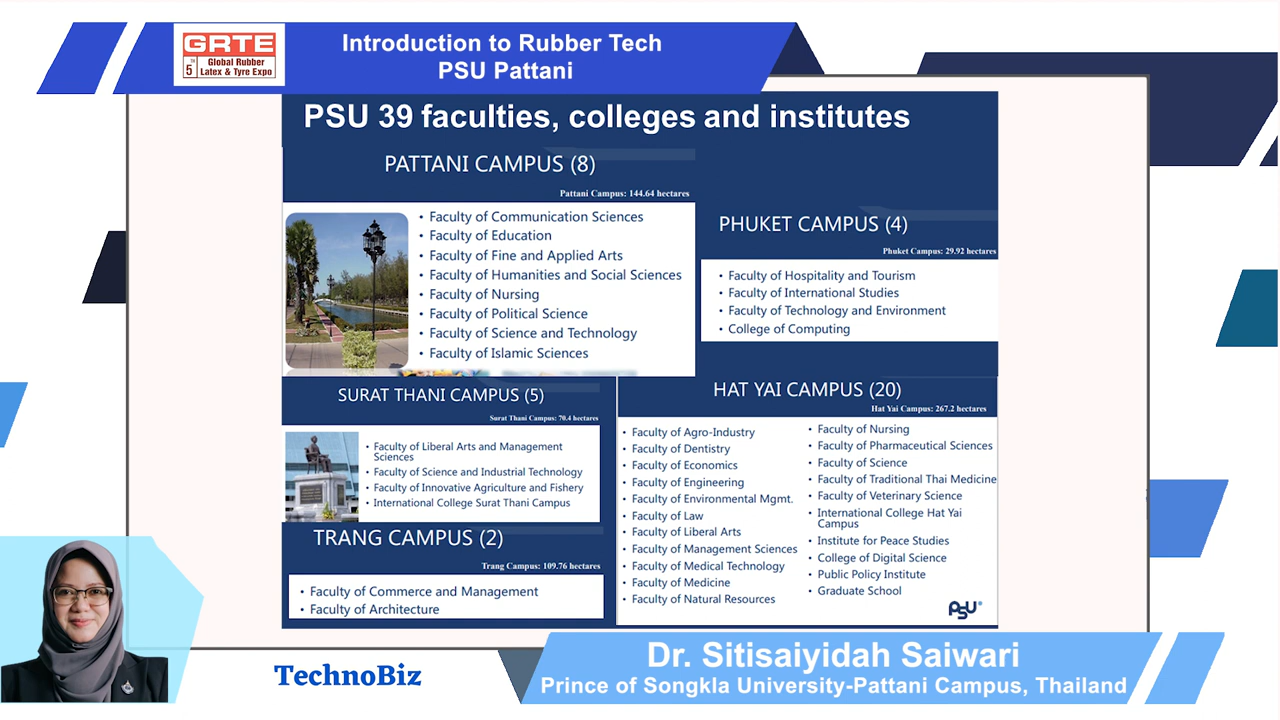 GRTE
5 to
Global Rubber
Latex & Tyre Expo
Introduction to Rubber Tech
PSU Pattani
PSU 39 faculties, colleges and institutes
PATTANI CAMPUS (8)
Pattani Campus: 144.64 hectares
• Faculty of Communication Sciences
• Faculty of Education
• Faculty of Fine and Applied Arts
• Faculty of Humanities and Social Sciences
• Faculty of Nursing
• Faculty of Political Science
• Faculty of Science and Technology
• Faculty of Islamic Sciences
PHUKET CAMPUS (4)
Phuket Campus: 29.92 hectares
• Faculty of Hospitality and Tourism
• Faculty of International Studies
• Faculty of Technology and Environment
• College of Computing
SURAT THANI CAMPUS (5)
Surat Thani Campus: 70.4 hectares
• Faculty of Liberal Arts and Management
Sciences
• Faculty of Science and Industrial Technology
• Faculty of Innovative Agriculture and Fishery
• International College Surat Thani Campus
TRANG CAMPUS (2)
Trang Campus: 109.76 hectares
• Faculty of Commerce and Management
• Faculty of Architecture
HAT YAI CAMPUS (20)
Hat Yai Campus: 267.2 hectares
• Faculty of Agro-Industry
• Faculty of Dentistry
• Faculty of Economics
• Faculty of Engineering
• Faculty of Environmental Mgmt.
• Faculty of Law
• Faculty of Liberal Arts
• Faculty of Management Sciences
• Faculty of Medical Technology
• Faculty of Medicine
• Faculty of Natural Resources
• Faculty of Nursing
• Faculty of Pharmaceutical Sciences
• Faculty of Science
• Faculty of Traditional Thai Medicine
• Faculty of Veterinary Science
• International College Hat Yai
Campus
• Institute for Peace Studies
• College of Digital Science
• Public Policy Institute
• Graduate School
PSU
TechnoBiz
Dr. Sitisaiyidah Saiwari
Prince of Songkla University-Pattani Campus, Thailand